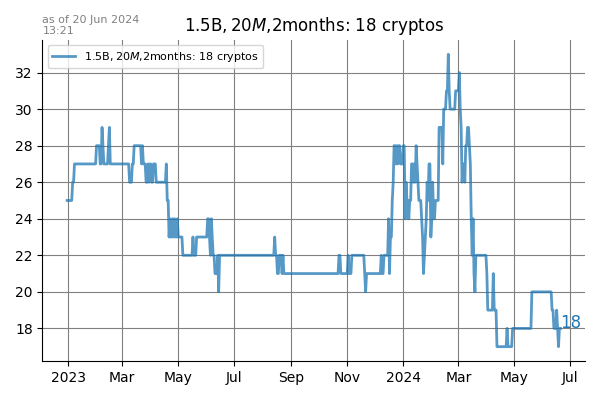 as of 20 Jun 2024
13:21
1.5B, 20M,2months: 18 cryptos
1.5B, 20M,2months: 18 cryptos
32
30
28
26
24
22
20
18
18
2023 Mar May Jul Sep Nov 2024 Mar May Jul